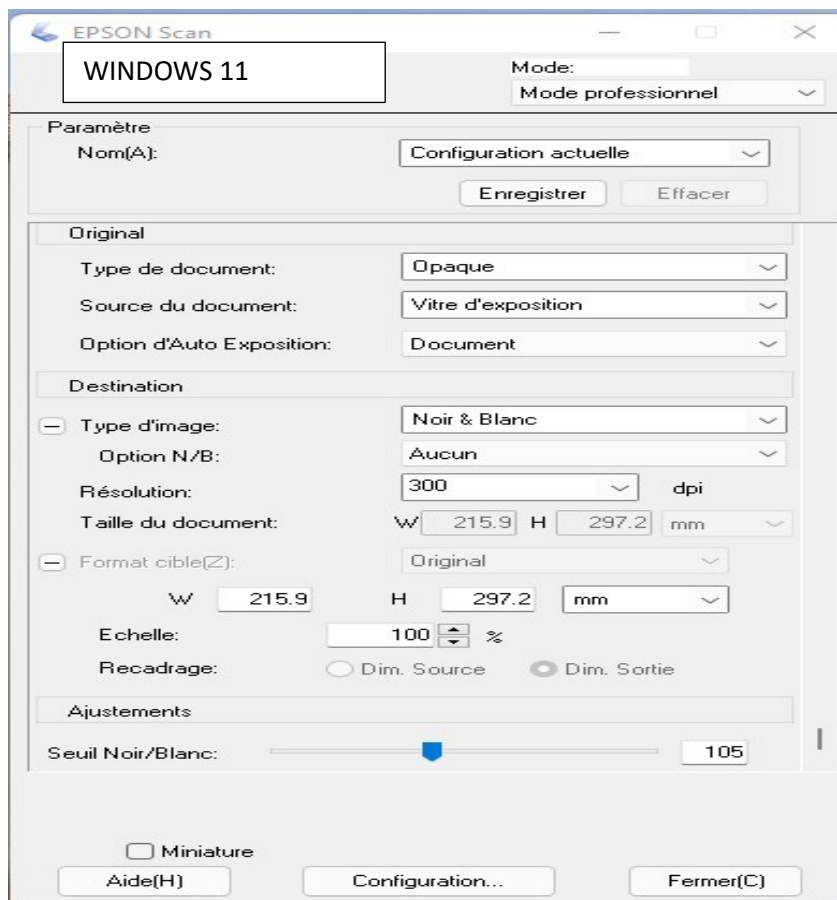 EPSON Scan
WINDOWS 11
Mode:
Mode professionnel
Paramètre
Nom(A): Configuration actuelle
Enregistrer Effacer
Original
Type de document: Opaque
Source du document: Vitre d'exposition
Option d'Auto Exposition: Document
Destination
Type d'image: Noir & Blanc
Option N/B: Aucun
Résolution: 300 dpi
Taille du document: W 215.9 H 297.2 mm
Format cible(Z): Original
W 215.9 H 297.2 mm
Echelle: 100 %
Recadrage: Dim. Source Dim. Sortie
Ajustements
Seuil Noir/Blanc: 105
Miniature
Aide(H) Configuration... Fermer(C)